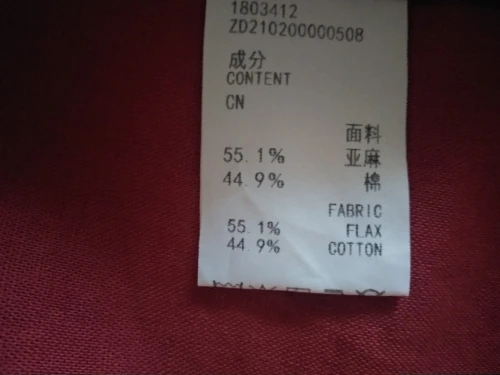 1803412
ZD210200000508
成分
CONTENT
CN
面料
55.1% 亚麻
44.9% 棉
FABRIC
55.1% FLAX
44.9% COTTON